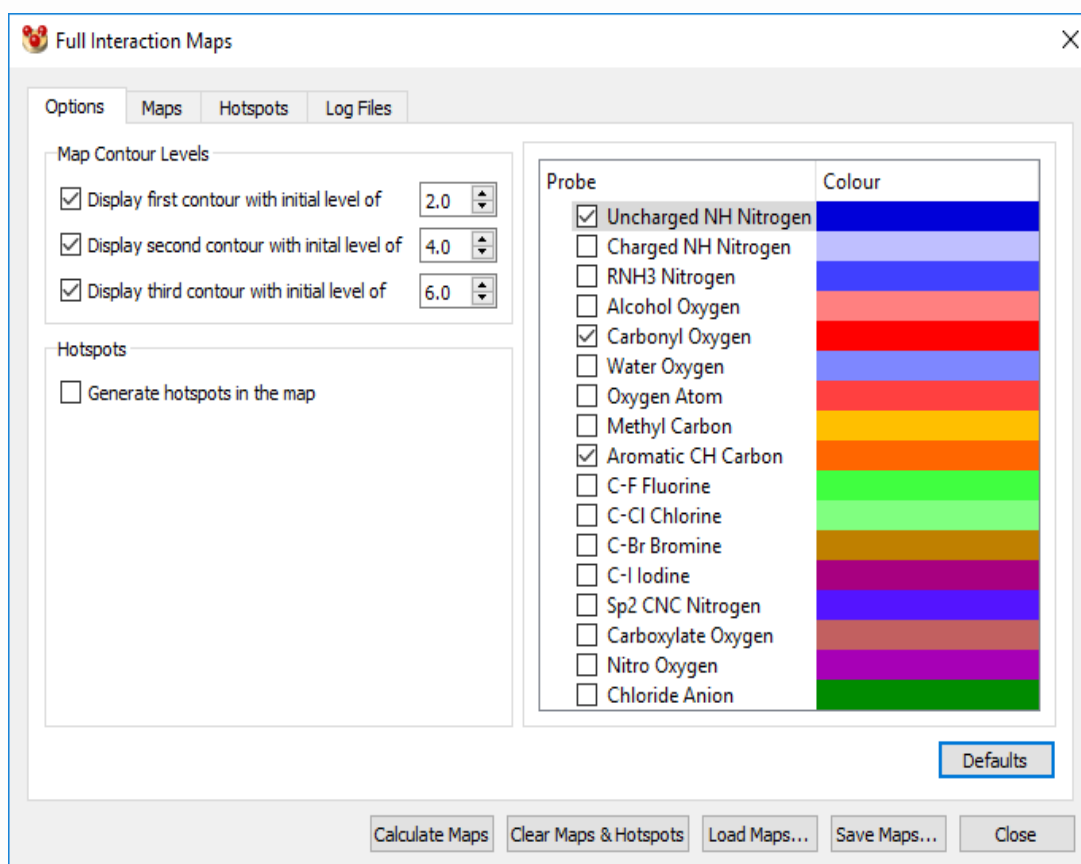 Full Interaction Maps
Options Maps Hotspots Log Files
Map Contour Levels
Display first contour with initial level of 2.0
Display second contour with inital level of 4.0
Display third contour with initial level of 6.0
Hotspots
Generate hotspots in the map
Probe Colour
Uncharged NH Nitrogen
Charged NH Nitrogen
RNH3 Nitrogen
Alcohol Oxygen
Carbonyl Oxygen
Water Oxygen
Oxygen Atom
Methyl Carbon
Aromatic CH Carbon
C-F Fluorine
C-Cl Chlorine
C-Br Bromine
C-I Iodine
Sp2 CNC Nitrogen
Carboxylate Oxygen
Nitro Oxygen
Chloride Anion
Defaults
Calculate Maps Clear Maps & Hotspots Load Maps... Save Maps... Close